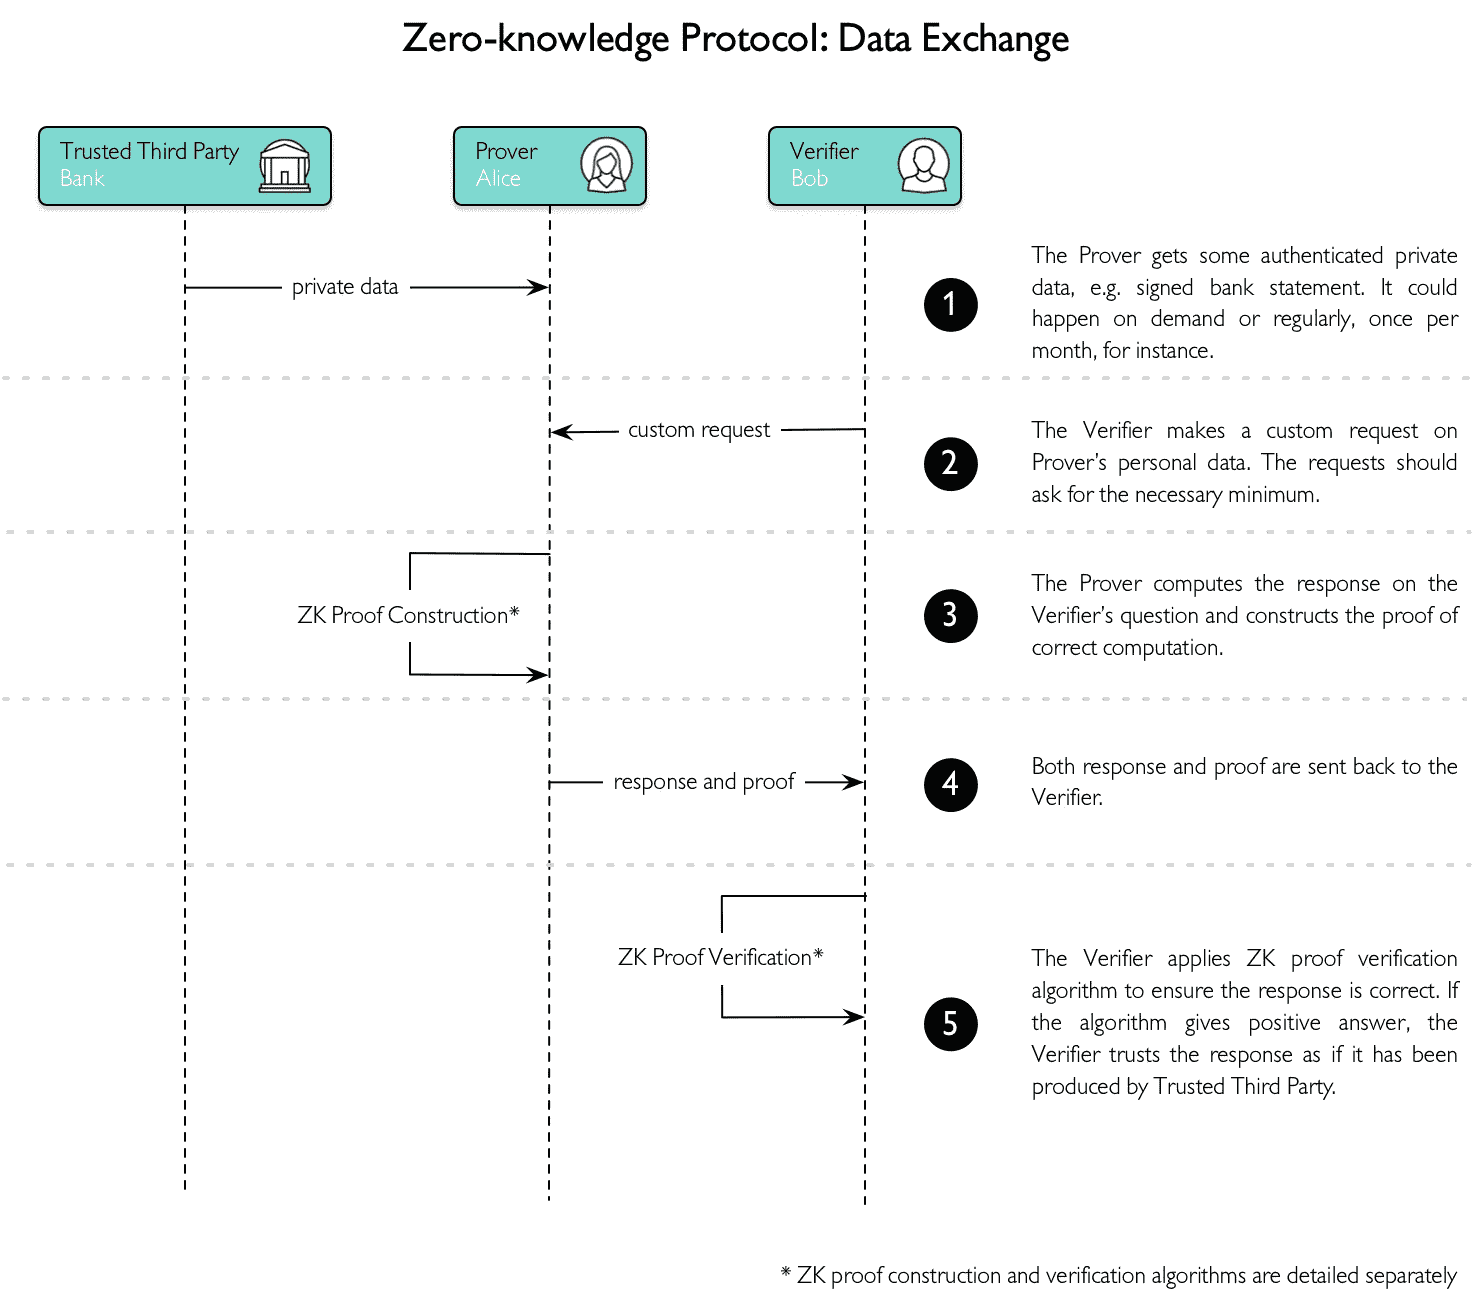 Zero-knowledge Protocol: Data Exchange
Trusted Third Party
Bank
Prover
Alice
Verifier
Bob
private data
1
The Prover gets some authenticated private
data, e.g. signed bank statement. It could
happen on demand or regularly, once per
month, for instance.
custom request
2
The Verifier makes a custom request on
Prover's personal data. The requests should
ask for the necessary minimum.
ZK Proof Construction*
3
The Prover computes the response on the
Verifier's question and constructs the proof of
correct computation.
response and proof
4
Both response and proof are sent back to the
Verifier.
ZK Proof Verification*
5
The Verifier applies ZK proof verification
algorithm to ensure the response is correct. If
the algorithm gives positive answer, the
Verifier trusts the response as if it has been
produced by Trusted Third Party.
* ZK proof construction and verification algorithms are detailed separately